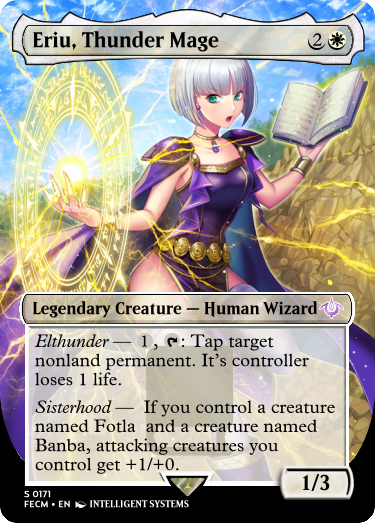 Eriu, Thunder Mage 2
Legendary Creature — Human Wizard
Elthunder — 1 , : Tap target
nonland permanent. It's controller
loses 1 life.
Sisterhood — If you control a creature
named Fotla and a creature named
Banba, attacking creatures you
control get +1/+0.
1/3
S 0171
FECM • EN INTELLIGENT SYSTEMS